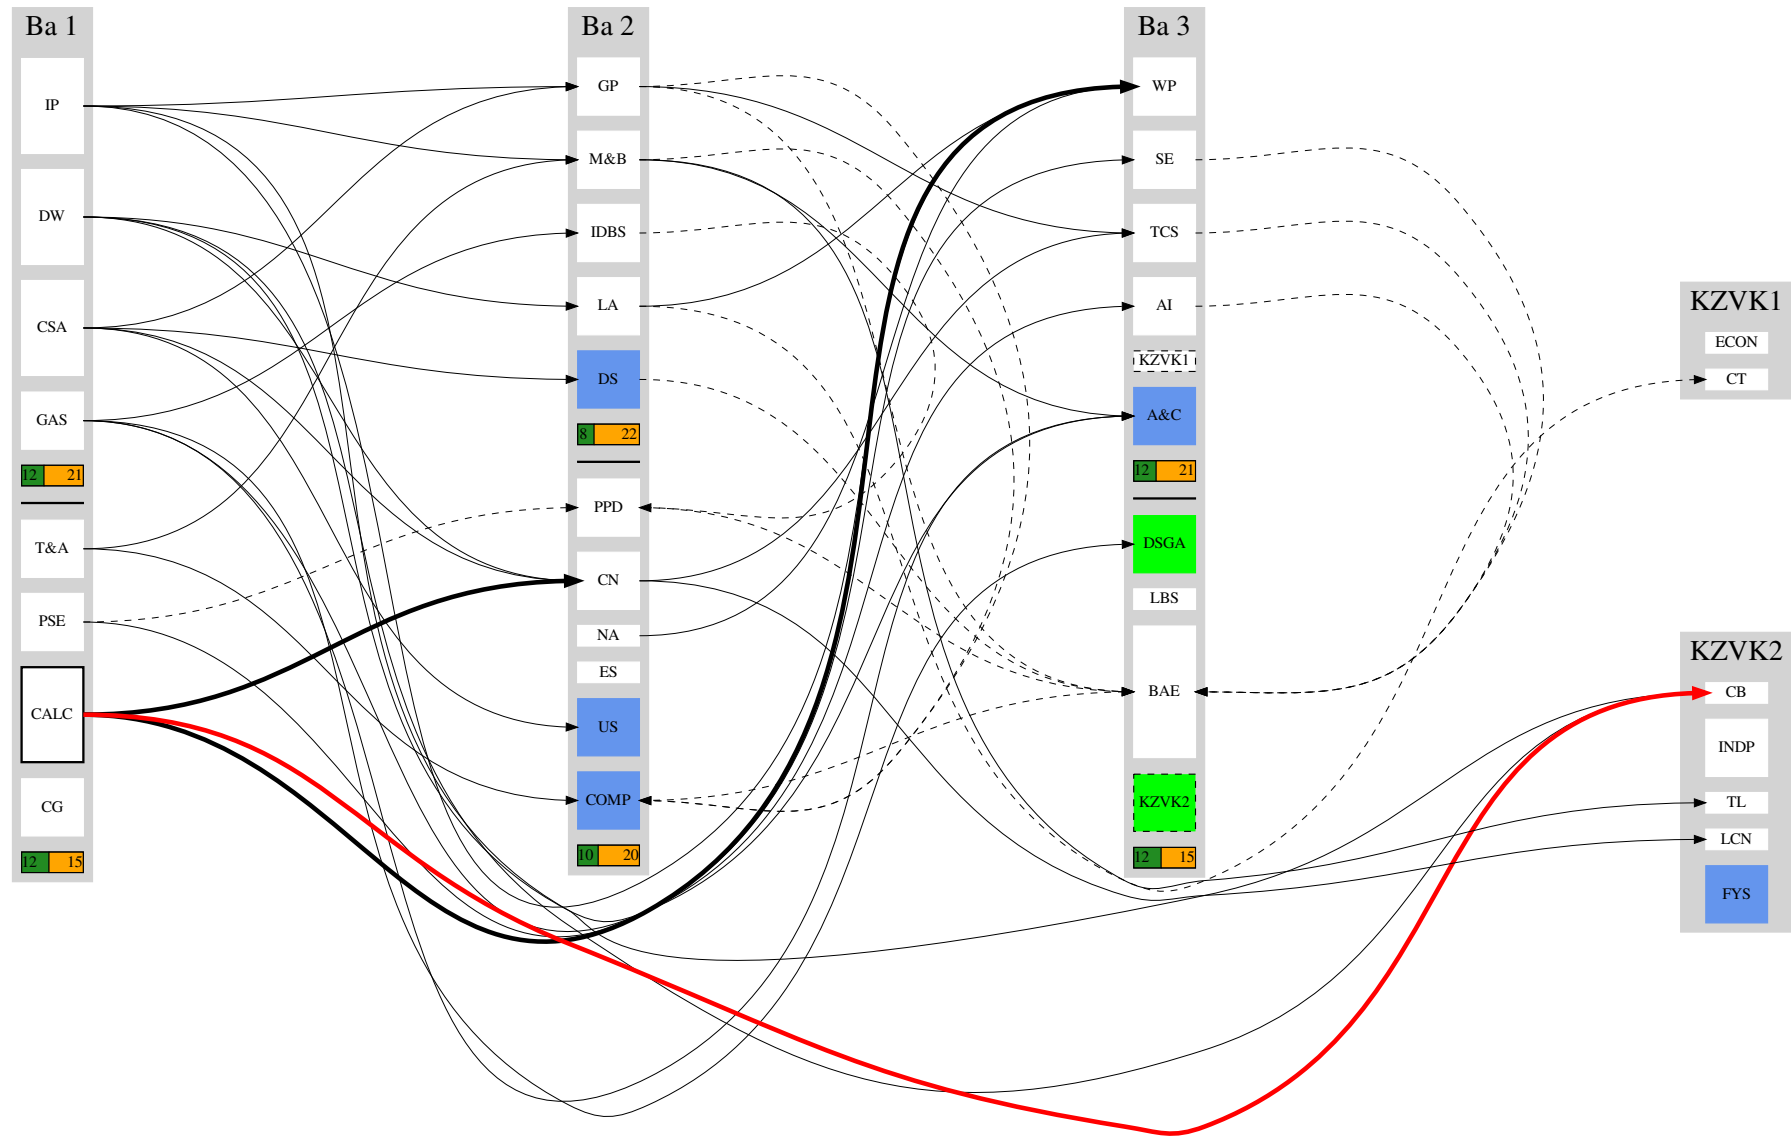 Ba 1
IP
DW
CSA
GAS
12 21
T&A
PSE
CALC
CG
12 15
Ba 2
GP
M&B
IDBS
LA
DS
8 22
PPD
CN
NA
ES
US
COMP
10 20
Ba 3
WP
SE
TCS
AI
KZVK1
A&C
12 21
DSGA
LBS
BAE
KZVK2
12 15
KZVK1
ECON
CT
KZVK2
CB
INDP
TL
LCN
FYS